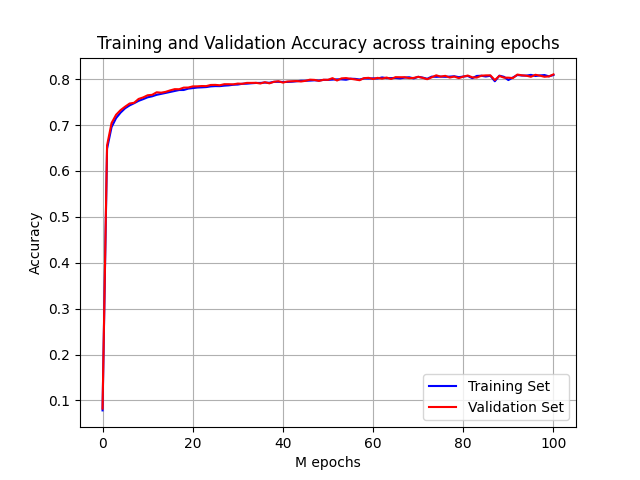 Training and Validation Accuracy across training epochs
Accuracy
0.8
0.7
0.6
0.5
0.4
0.3
0.2
0.1
0 20 40 60 80 100
M epochs
Training Set
Validation Set